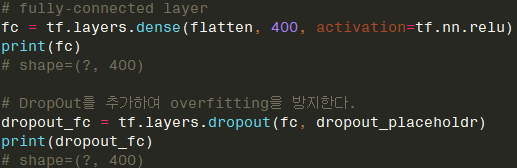 # fully-connected layer
fc = tf.layers.dense(flatten, 400, activation=tf.nn.relu)
print(fc)
# shape=(?, 400)
# DropOut를 추가하여 overfitting을 방지한다.
dropout_fc = tf.layers.dropout(fc, dropout_placeholdr)
print(dropout_fc)
# shape=(?, 400)